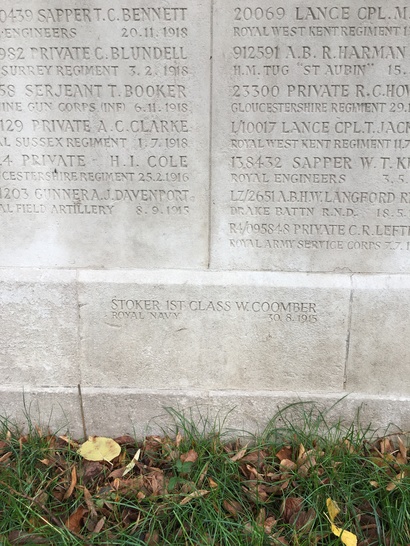 0439 SAPPER T.C. BENNETT
ENGINEERS 20.11.1918
982 PRIVATE C. BLUNDELL
SURREY REGIMENT 3.2.1918
58 SERJEANT T. BOOKER
INE GUN CORPS (INF) 6.11.1918
129 PRIVATE A.C. CLARKE
AL SUSSEX REGIMENT 1.7.1918
4 PRIVATE H.I. COLE
CESTERSHIRE REGIMENT 25.2.1916
1203 GUNNER A.J. DAVENPORT
AL FIELD ARTILLERY 8.9.1915
20069 LANCE CPL. M
ROYAL WEST KENT REGIMENT
912591 A.B. R. HARMAN
H.M. TUG "ST AUBIN" 15.
23300 PRIVATE R.C. HO
GLOUCESTERSHIRE REGIMENT 29.
L/10017 LANCE CPL. T. JAC
ROYAL WEST KENT REGIMENT 11.
138432 SAPPER W.T. K
ROYAL ENGINEERS 3.
LZ/2651 A.B. H.W. LANGFORD R
DRAKE BATTN R.N.D. 18.5.
R4/095848 PRIVATE C.R. LEFT
ROYAL ARMY SERVICE CORPS 7.7.1
STOKER 1ST CLASS W. COOMBER
ROYAL NAVY 30.8.1915